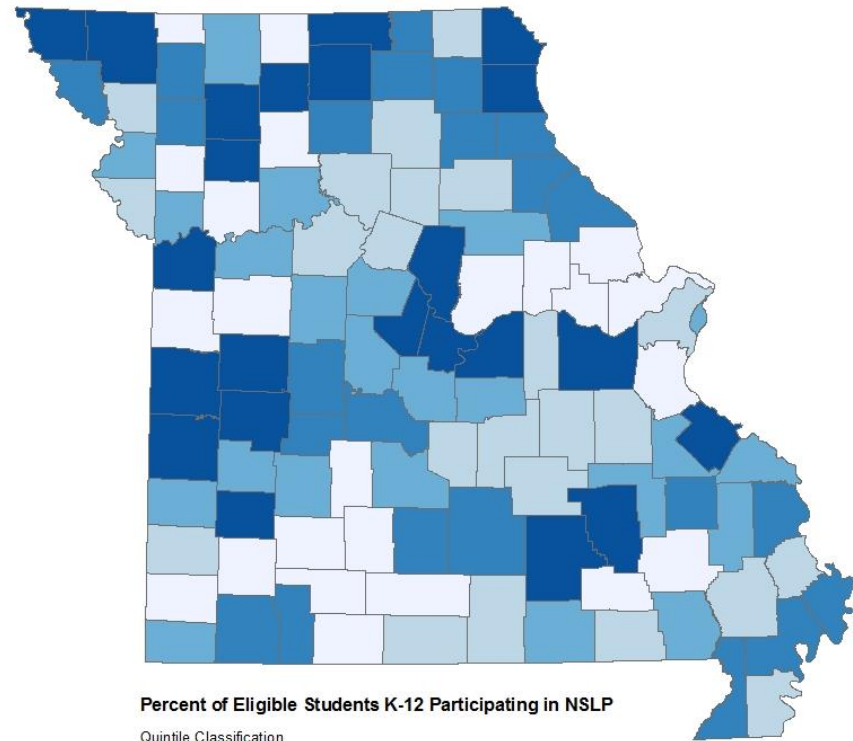 Percent of Eligible Students K-12 Participating in NSLP
Quintile Classification